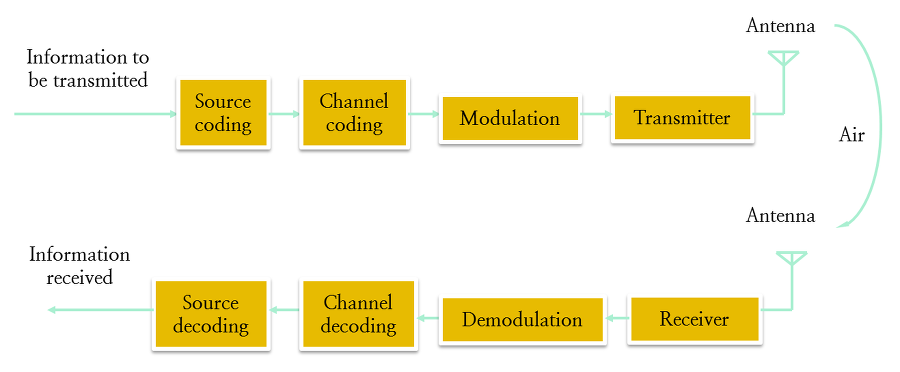 Antenna
Information to
be transmitted
Source
coding
Channel
coding
Modulation
Transmitter
Air
Antenna
Information
received
Source
decoding
Channel
decoding
Demodulation
Receiver